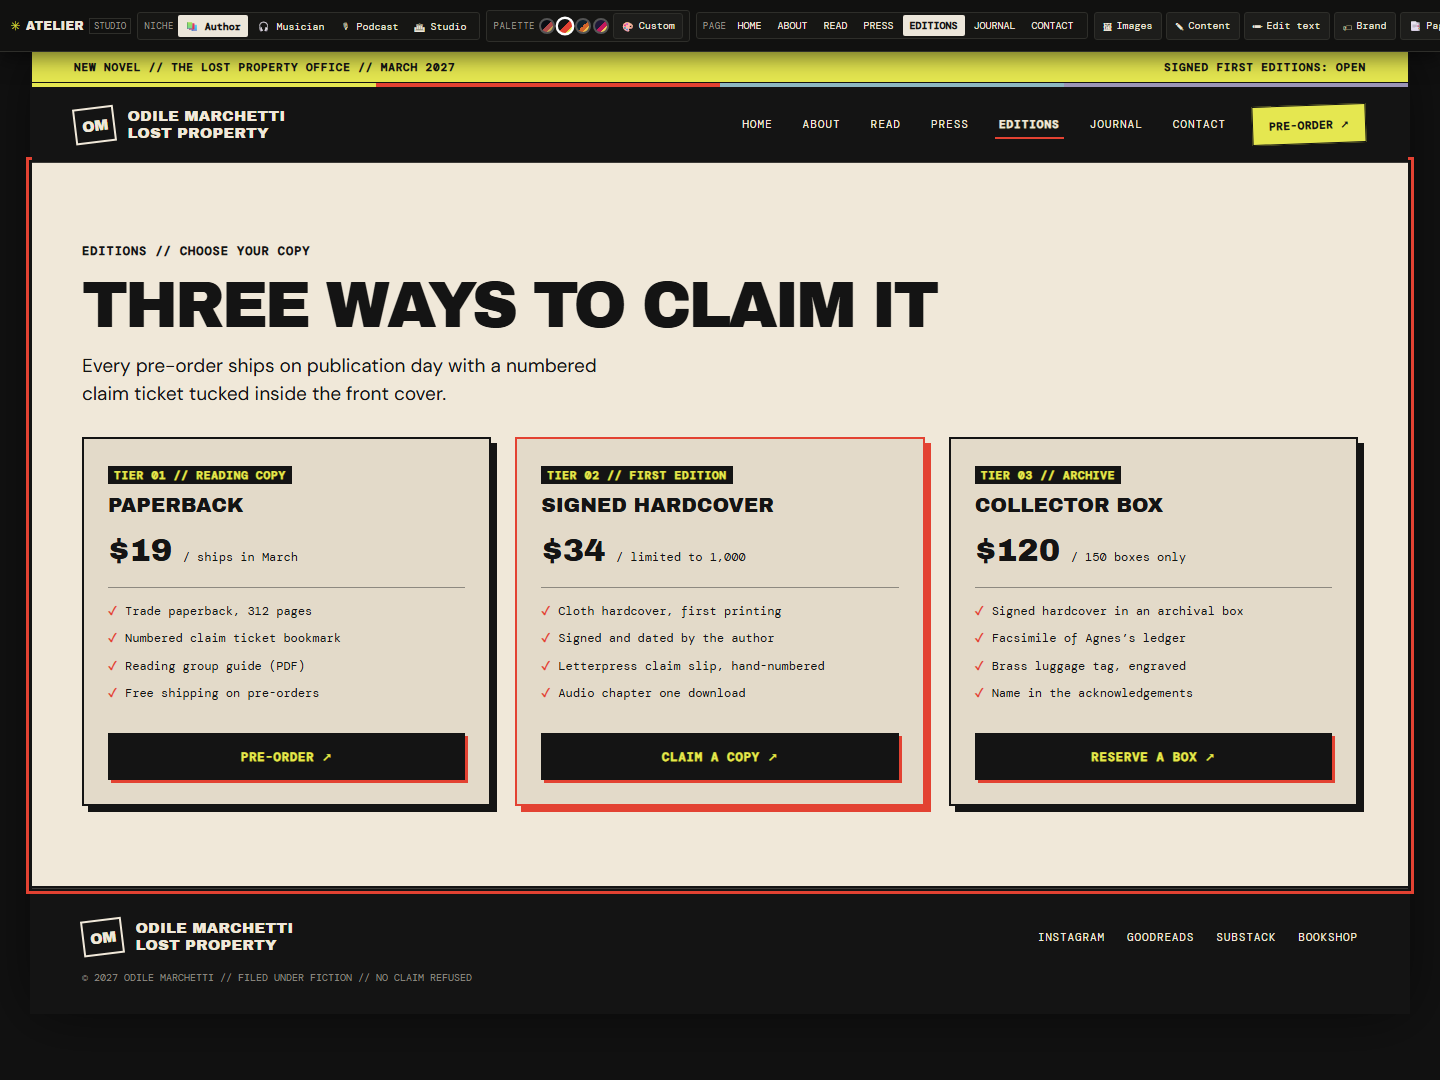 ✳ ATELIER STUDIO NICHE Author Musician Podcast Studio PALETTE Custom PAGE HOME ABOUT READ PRESS EDITIONS JOURNAL CONTACT Images Content Edit text Brand
NEW NOVEL // THE LOST PROPERTY OFFICE // MARCH 2027
SIGNED FIRST EDITIONS: OPEN
OM
ODILE MARCHETTI
LOST PROPERTY
HOME ABOUT READ PRESS EDITIONS JOURNAL CONTACT PRE-ORDER ↗
EDITIONS // CHOOSE YOUR COPY
THREE WAYS TO CLAIM IT
Every pre-order ships on publication day with a numbered
claim ticket tucked inside the front cover.
TIER 01 // READING COPY
PAPERBACK
$19 / ships in March
✓ Trade paperback, 312 pages
✓ Numbered claim ticket bookmark
✓ Reading group guide (PDF)
✓ Free shipping on pre-orders
PRE-ORDER ↗
TIER 02 // FIRST EDITION
SIGNED HARDCOVER
$34 / limited to 1,000
✓ Cloth hardcover, first printing
✓ Signed and dated by the author
✓ Letterpress claim slip, hand-numbered
✓ Audio chapter one download
CLAIM A COPY ↗
TIER 03 // ARCHIVE
COLLECTOR BOX
$120 / 150 boxes only
✓ Signed hardcover in an archival box
✓ Facsimile of Agnes’s ledger
✓ Brass luggage tag, engraved
✓ Name in the acknowledgements
RESERVE A BOX ↗
OM
ODILE MARCHETTI
LOST PROPERTY
© 2027 ODILE MARCHETTI // FILED UNDER FICTION // NO CLAIM REFUSED
INSTAGRAM GOODREADS SUBSTACK BOOKSHOP